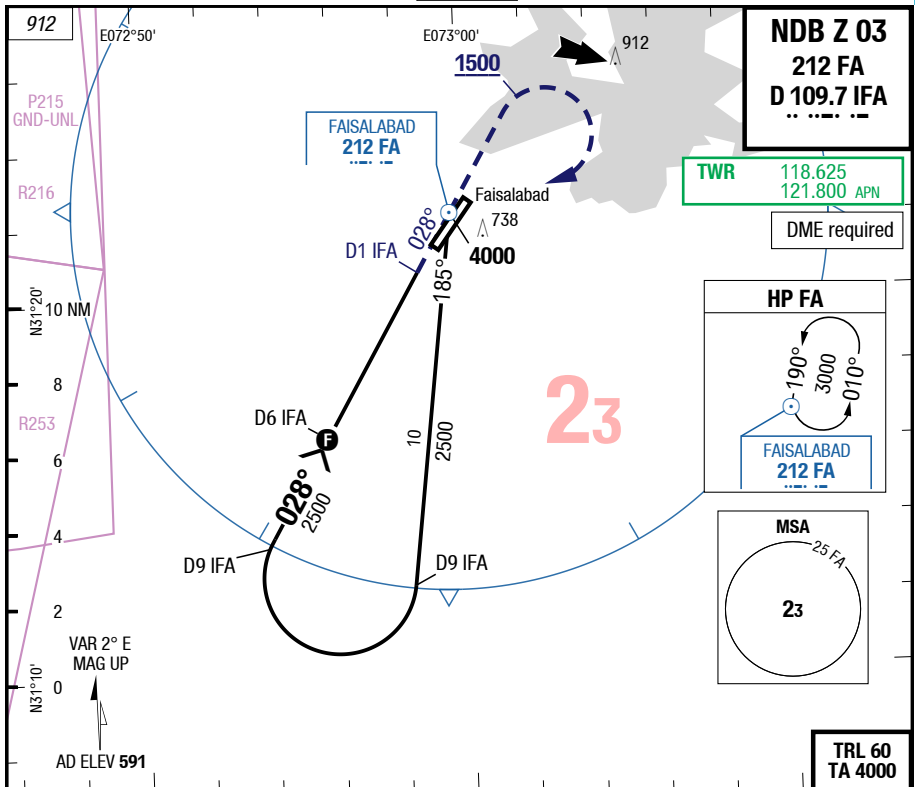 912
E072°50'
E073°00'
912
NDB Z 03
212 FA
D 109.7 IFA
1500
P215
GND-UNL
FAISALABAD
212 FA
TWR 118.625
121.800 APN
R216
Faisalabad
738
028°
D1 IFA
4000
DME required
185°
HP FA
N31°20'
10 NM
190°
3000
010°
8
23
R253
D6 IFA
F
10
2500
6
FAISALABAD
212 FA
028°
2500
4
MSA
25 FA
D9 IFA
D9 IFA
2
23
VAR 2° E
MAG UP
N31°10'
0
AD ELEV 591
TRL 60
TA 4000